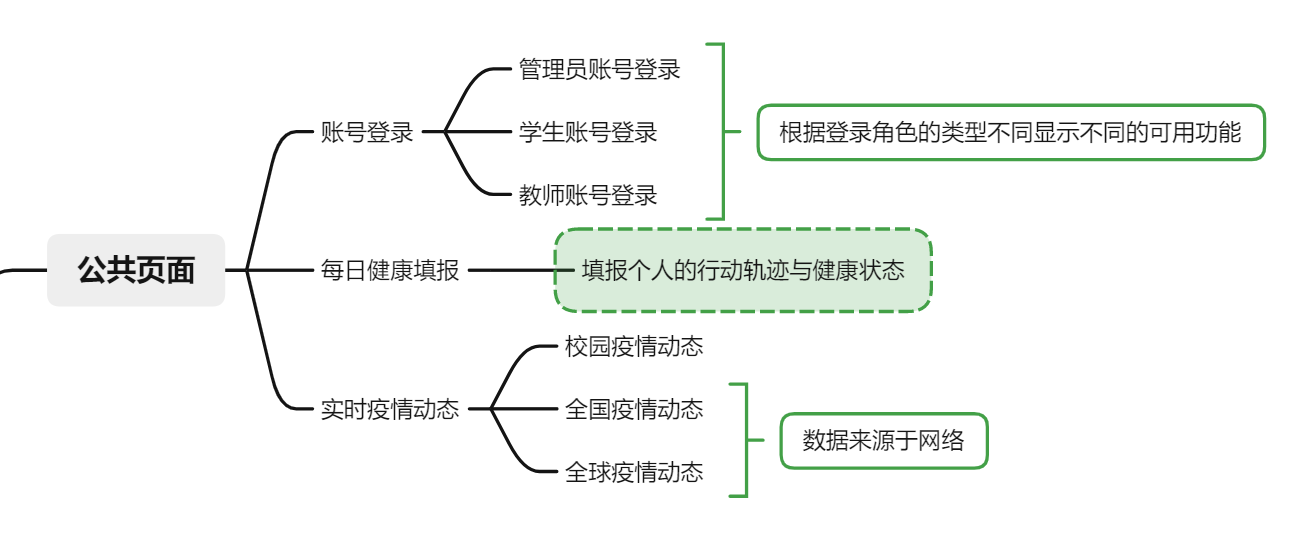 公共页面
账号登录
管理员账号登录
学生账号登录
教师账号登录
根据登录角色的类型不同显示不同的可用功能
每日健康填报
填报个人的行动轨迹与健康状态
实时疫情动态
校园疫情动态
全国疫情动态
全球疫情动态
数据来源于网络